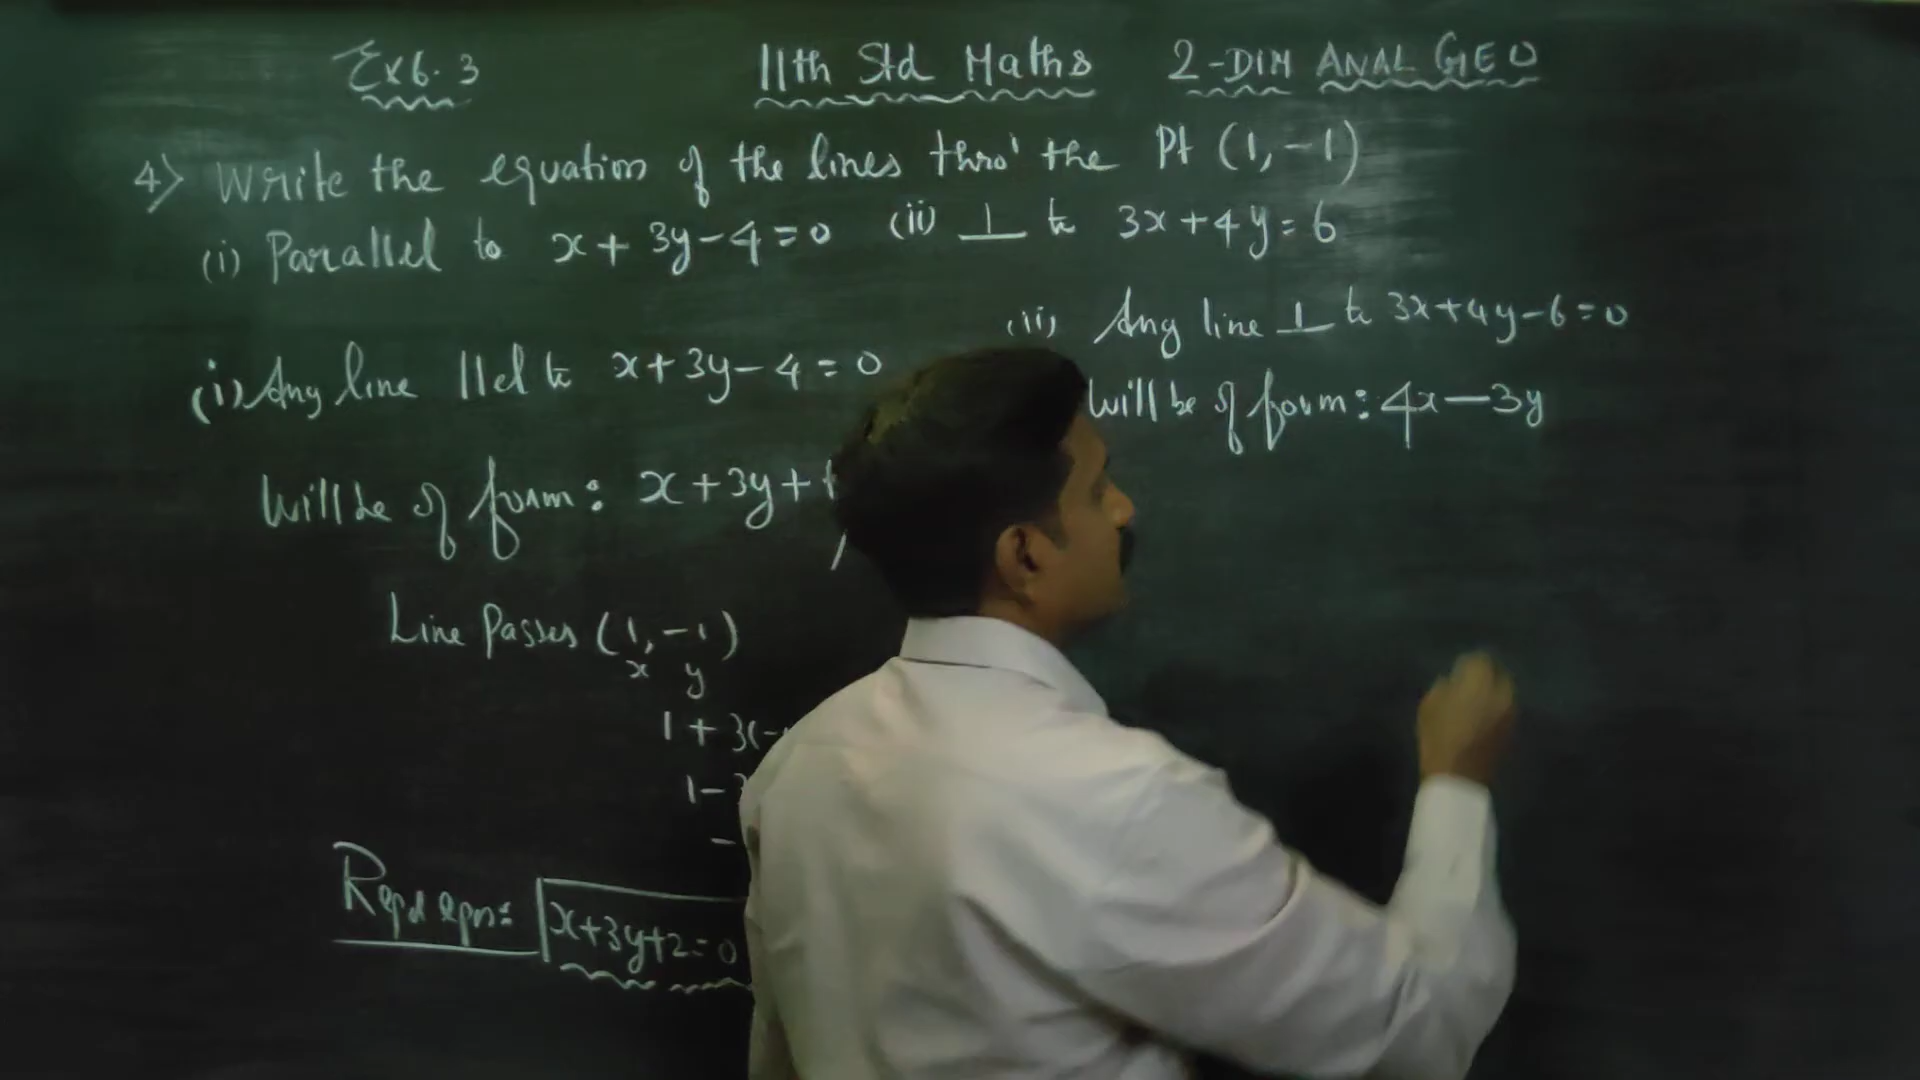 Ex 6.3 11th Std Maths 2-DIM ANAL GEO
4) Write the equation of the lines thro' the Pt (1, -1)
(i) Parallel to x + 3y - 4 = 0 (ii) ⊥ to 3x + 4y = 6
(i) Any line llel to x + 3y - 4 = 0
Will be of form: x + 3y +
Line Passes (1, -1)
x y
1 + 3(-
1 -
-
Reqd eqn: x+3y+2=0
(ii) Any line ⊥ to 3x+4y-6=0
Will be of form: 4x - 3y